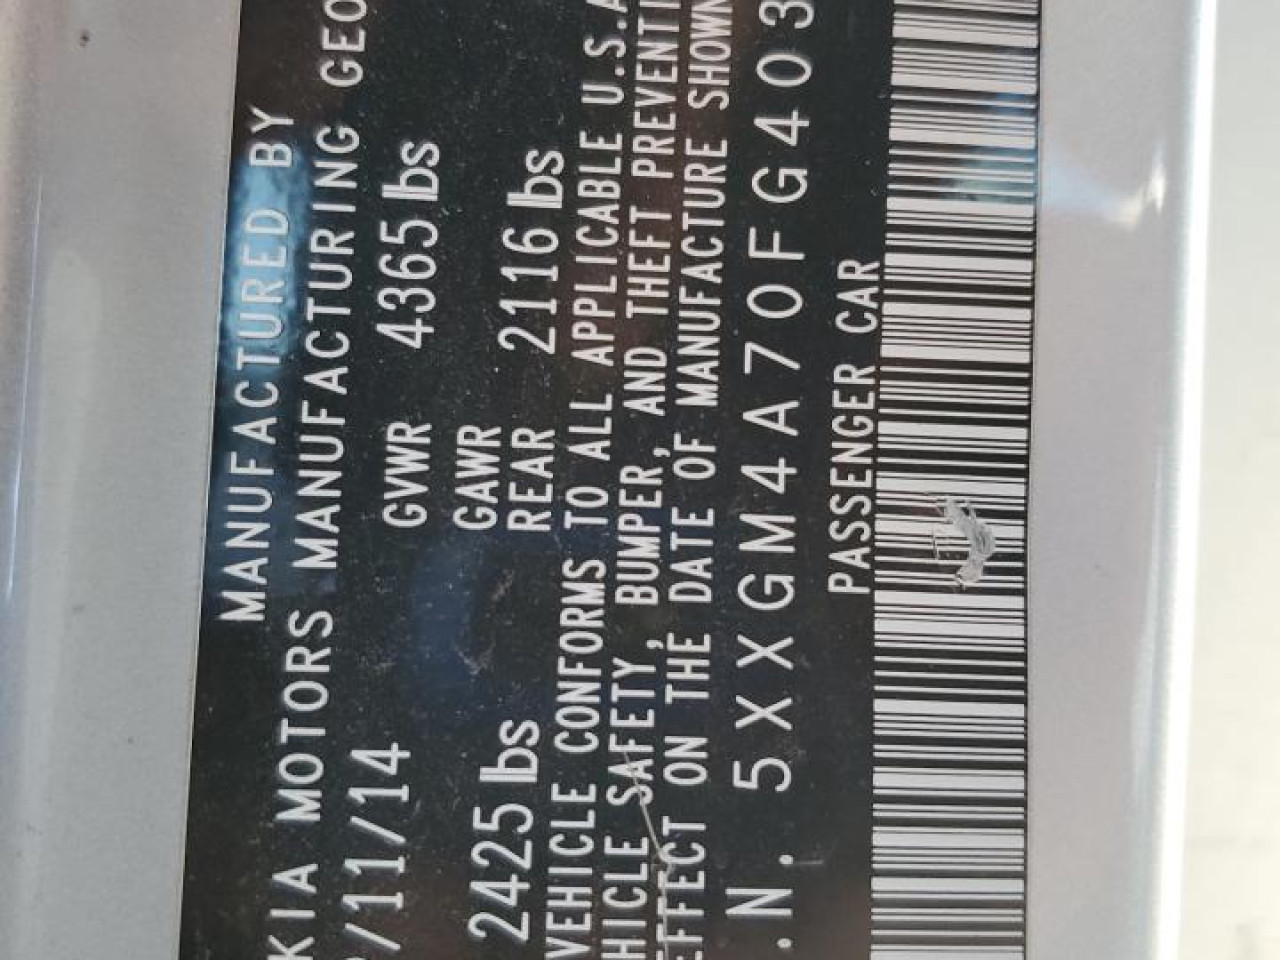 MANUFACTURED BY
KIA MOTORS MANUFACTURING GEO
/11/14 GVWR 4365 lbs
GAWR
2425 lbs REAR 2116 lbs
VEHICLE CONFORMS TO ALL APPLICABLE U.S.A
HICLE SAFETY, BUMPER, AND THEFT PREVENTI
EFFECT ON THE DATE OF MANUFACTURE SHOWN
.N. 5XXGM4A70FG403
PASSENGER CAR